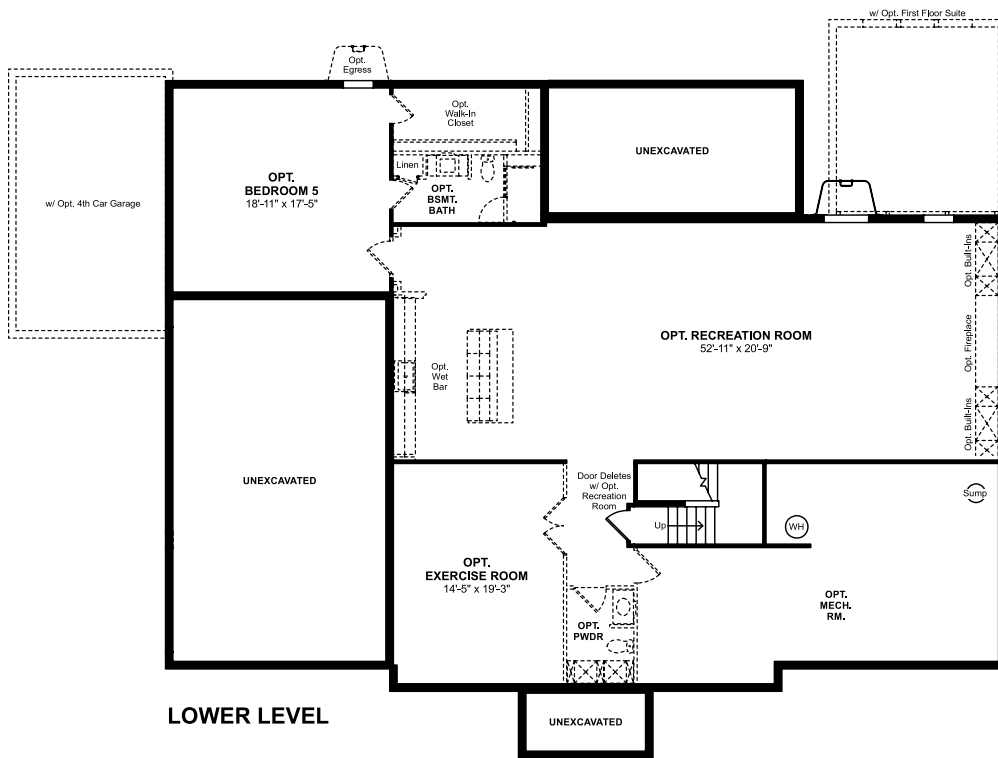 w/ Opt. First Floor Suite
Opt.
Egress
Opt.
Walk-In
Closet
UNEXCAVATED
OPT.
BEDROOM 5
18'-11" x 17'-5"
Linen
OPT.
BSMT.
BATH
w/ Opt. 4th Car Garage
Opt. Built-Ins
OPT. RECREATION ROOM
52'-11" x 20'-9"
Opt. Fireplace
Opt.
Wet
Bar
Opt. Built-Ins
UNEXCAVATED
Door Deletes
w/ Opt.
Recreation
Room
Up
WH
Sump
OPT.
EXERCISE ROOM
14'-5" x 19'-3"
OPT.
MECH.
RM.
OPT.
PWDR
LOWER LEVEL
UNEXCAVATED